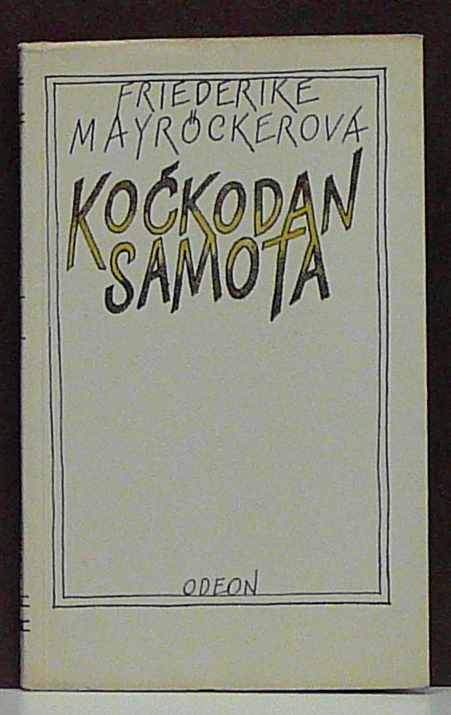 FRIEDERIKE
MAYRÖCKEROVÁ
KOČKODAN
SAMOTA
ODEON